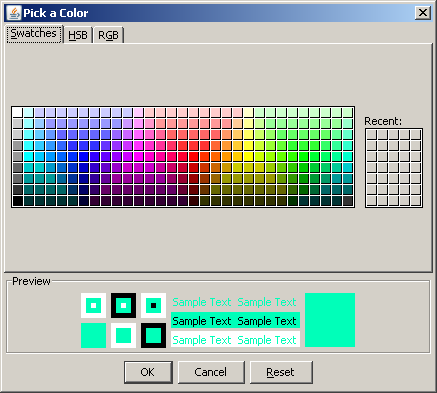 Pick a Color
Swatches HSB RGB
Recent:
Preview
Sample Text Sample Text
Sample Text Sample Text
Sample Text Sample Text
OK Cancel Reset